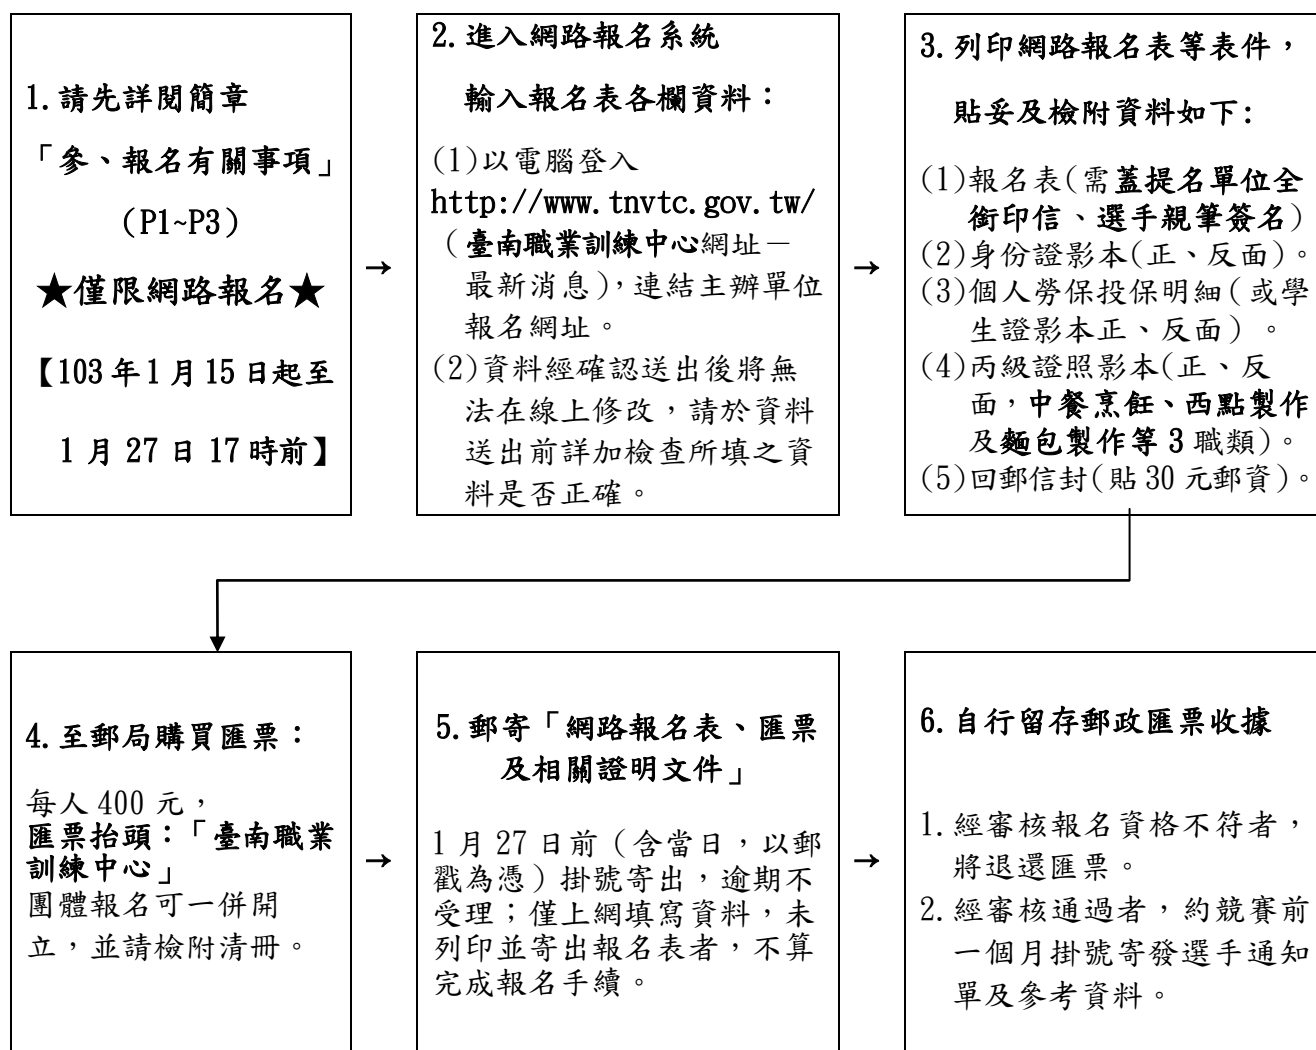 1.請先詳閱簡章
「參、報名有關事項」
(P1~P3)
★僅限網路報名★
【103年1月15日起至
1月27日17時前】
→
2.進入網路報名系統
輸入報名表各欄資料：
(1)以電腦登入
http://www.tnvtc.gov.tw/
（臺南職業訓練中心網址－
最新消息），連結主辦單位
報名網址。
(2)資料經確認送出後將無
法在線上修改，請於資料
送出前詳加檢查所填之資
料是否正確。
→
3.列印網路報名表等表件，
貼妥及檢附資料如下:
(1)報名表(需蓋提名單位全
銜印信、選手親筆簽名)
(2)身份證影本(正、反面)。
(3)個人勞保投保明細(或學
生證影本正、反面）。
(4)丙級證照影本(正、反
面，中餐烹飪、西點製作
及麵包製作等3職類)。
(5)回郵信封(貼30元郵資)。
4.至郵局購買匯票：
每人400元，
匯票抬頭：「臺南職業
訓練中心」
團體報名可一併開
立，並請檢附清冊。
→
5.郵寄「網路報名表、匯票
及相關證明文件」
1月27日前（含當日，以郵
戳為憑）掛號寄出，逾期不
受理；僅上網填寫資料，未
列印並寄出報名表者，不算
完成報名手續。
→
6.自行留存郵政匯票收據
1.經審核報名資格不符者，
將退還匯票。
2.經審核通過者，約競賽前
一個月掛號寄發選手通知
單及參考資料。